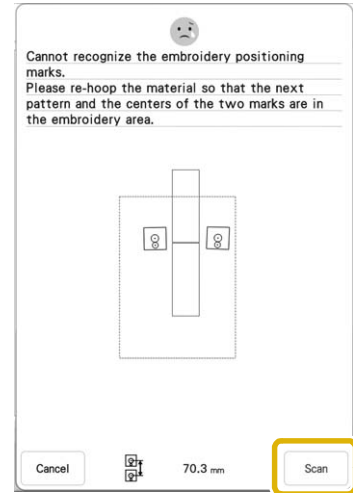 Cannot recognize the embroidery positioning
marks.
Please re-hoop the material so that the next
pattern and the centers of the two marks are in
the embroidery area.
Cancel
70.3 mm
Scan